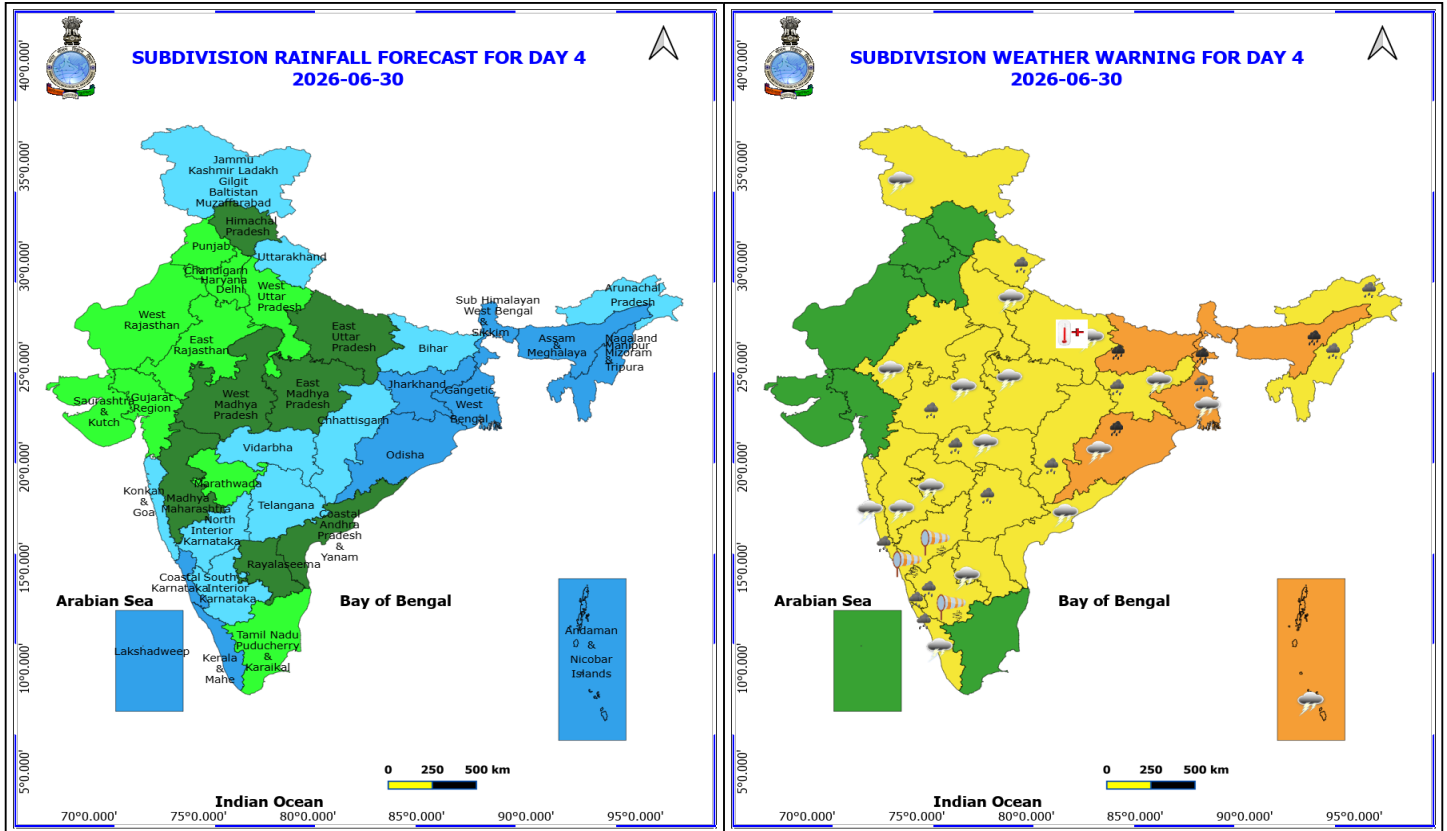 SUBDIVISION RAINFALL FORECAST FOR DAY 4
2026-06-30
40°0.000'
35°0.000'
30°0.000'
25°0.000'
20°0.000'
15°0.000'
10°0.000'
5°0.000'
Jammu
Kashmir Ladakh
Gilgit
Baltistan
Muzaffarabad
Himachal
Pradesh
Punjab
Uttarakhand
Chandigarh
Haryana
Delhi
West
Uttar
Pradesh
Arunachal
Pradesh
Sub Himalayan
West Bengal
&
Sikkim
West
Rajasthan
East
Rajasthan
East
Uttar
Pradesh
Bihar
Assam
&
Meghalaya
Nagaland
Manipur
Mizoram
&
Tripura
Saurashtra
&
Kutch
Gujarat
Region
West
Madhya
Pradesh
East
Madhya
Pradesh
Jharkhand
Gangetic
West
Bengal
Chhattisgarh
Vidarbha
Odisha
Konkan
&
Goa
Madhya
Maharashtra
Marathwada
Telangana
North
Interior
Karnataka
Coastal
Andhra
Pradesh
&
Yanam
Rayalaseema
Coastal
Karnataka
South
Interior
Karnataka
Arabian Sea
Bay of Bengal
Lakshadweep
Kerala
&
Mahe
Tamil Nadu
Puducherry
&
Karaikal
Andaman
&
Nicobar
Islands
0 250 500 km
Indian Ocean
70°0.000' 75°0.000' 80°0.000' 85°0.000' 90°0.000' 95°0.000'
SUBDIVISION WEATHER WARNING FOR DAY 4
2026-06-30
40°0.000'
35°0.000'
30°0.000'
25°0.000'
20°0.000'
15°0.000'
10°0.000'
5°0.000'
Arabian Sea
Bay of Bengal
0 250 500 km
Indian Ocean
70°0.000' 75°0.000' 80°0.000' 85°0.000' 90°0.000' 95°0.000'